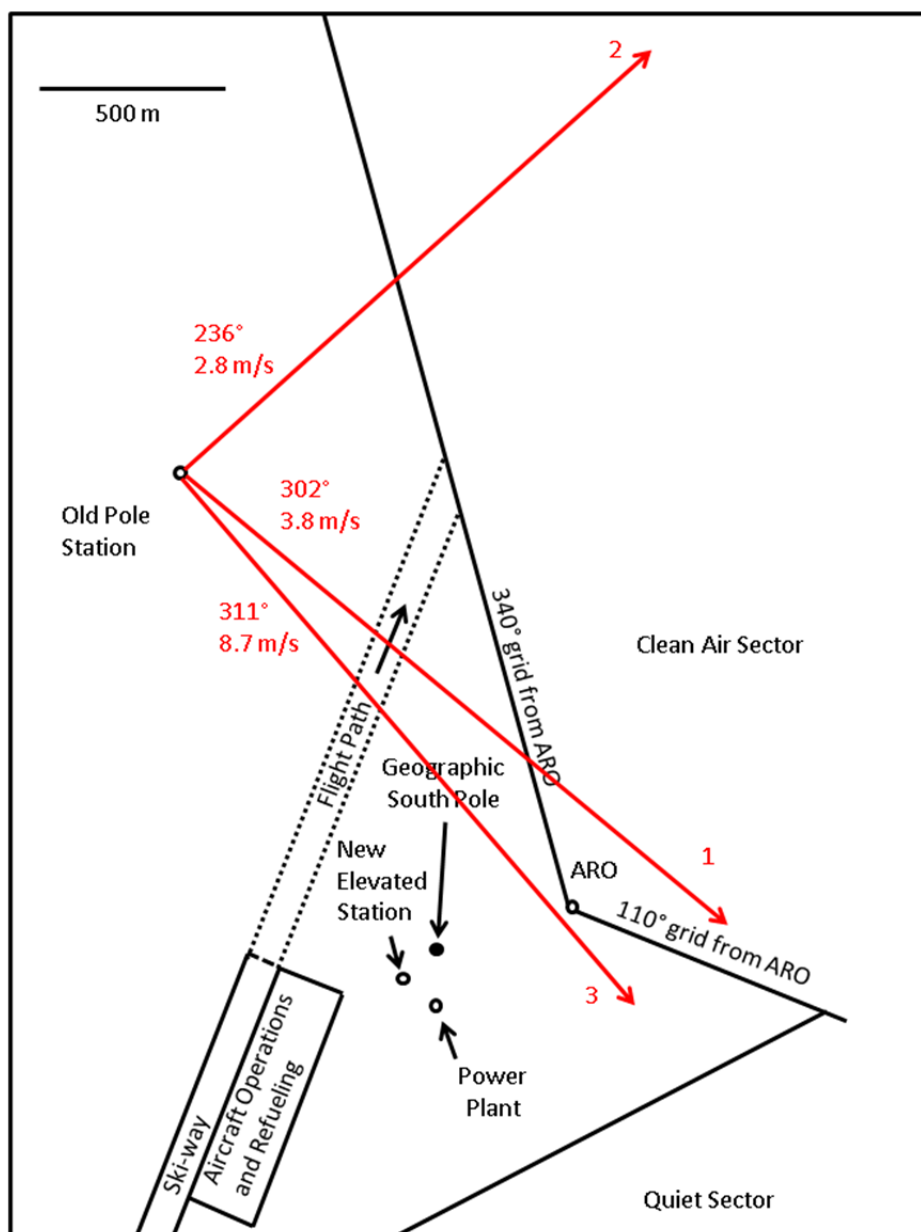 2
500 m
236°
2.8 m/s
302°
3.8 m/s
Old Pole
Station
311°
8.7 m/s
340° grid from ARO
Clean Air Sector
Flight Path
Geographic
South Pole
New
Elevated
Station
1
ARO
110° grid from ARO
3
Power
Plant
Ski-way
Aircraft Operations
and Refueling
Quiet Sector